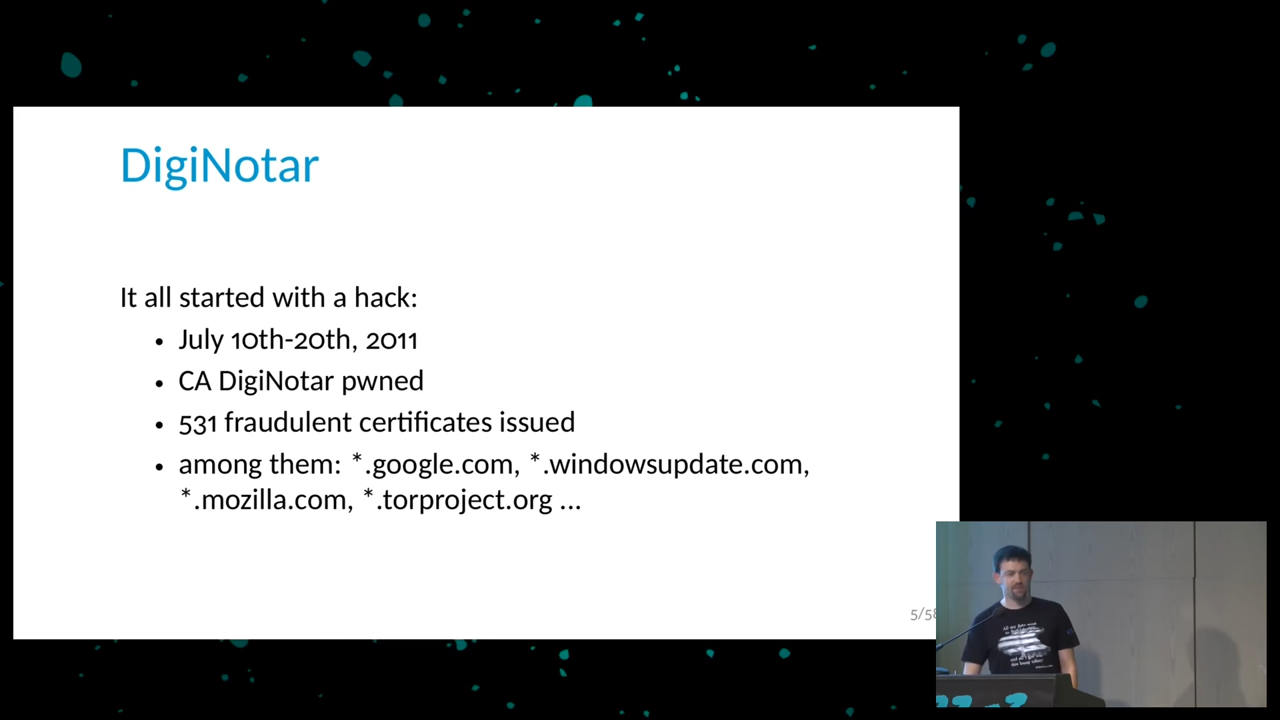 DigiNotar
It all started with a hack:
• July 10th-20th, 2011
• CA DigiNotar pwned
• 531 fraudulent certificates issued
• among them: *.google.com, *.windowsupdate.com,
*.mozilla.com, *.torproject.org ...
5/58